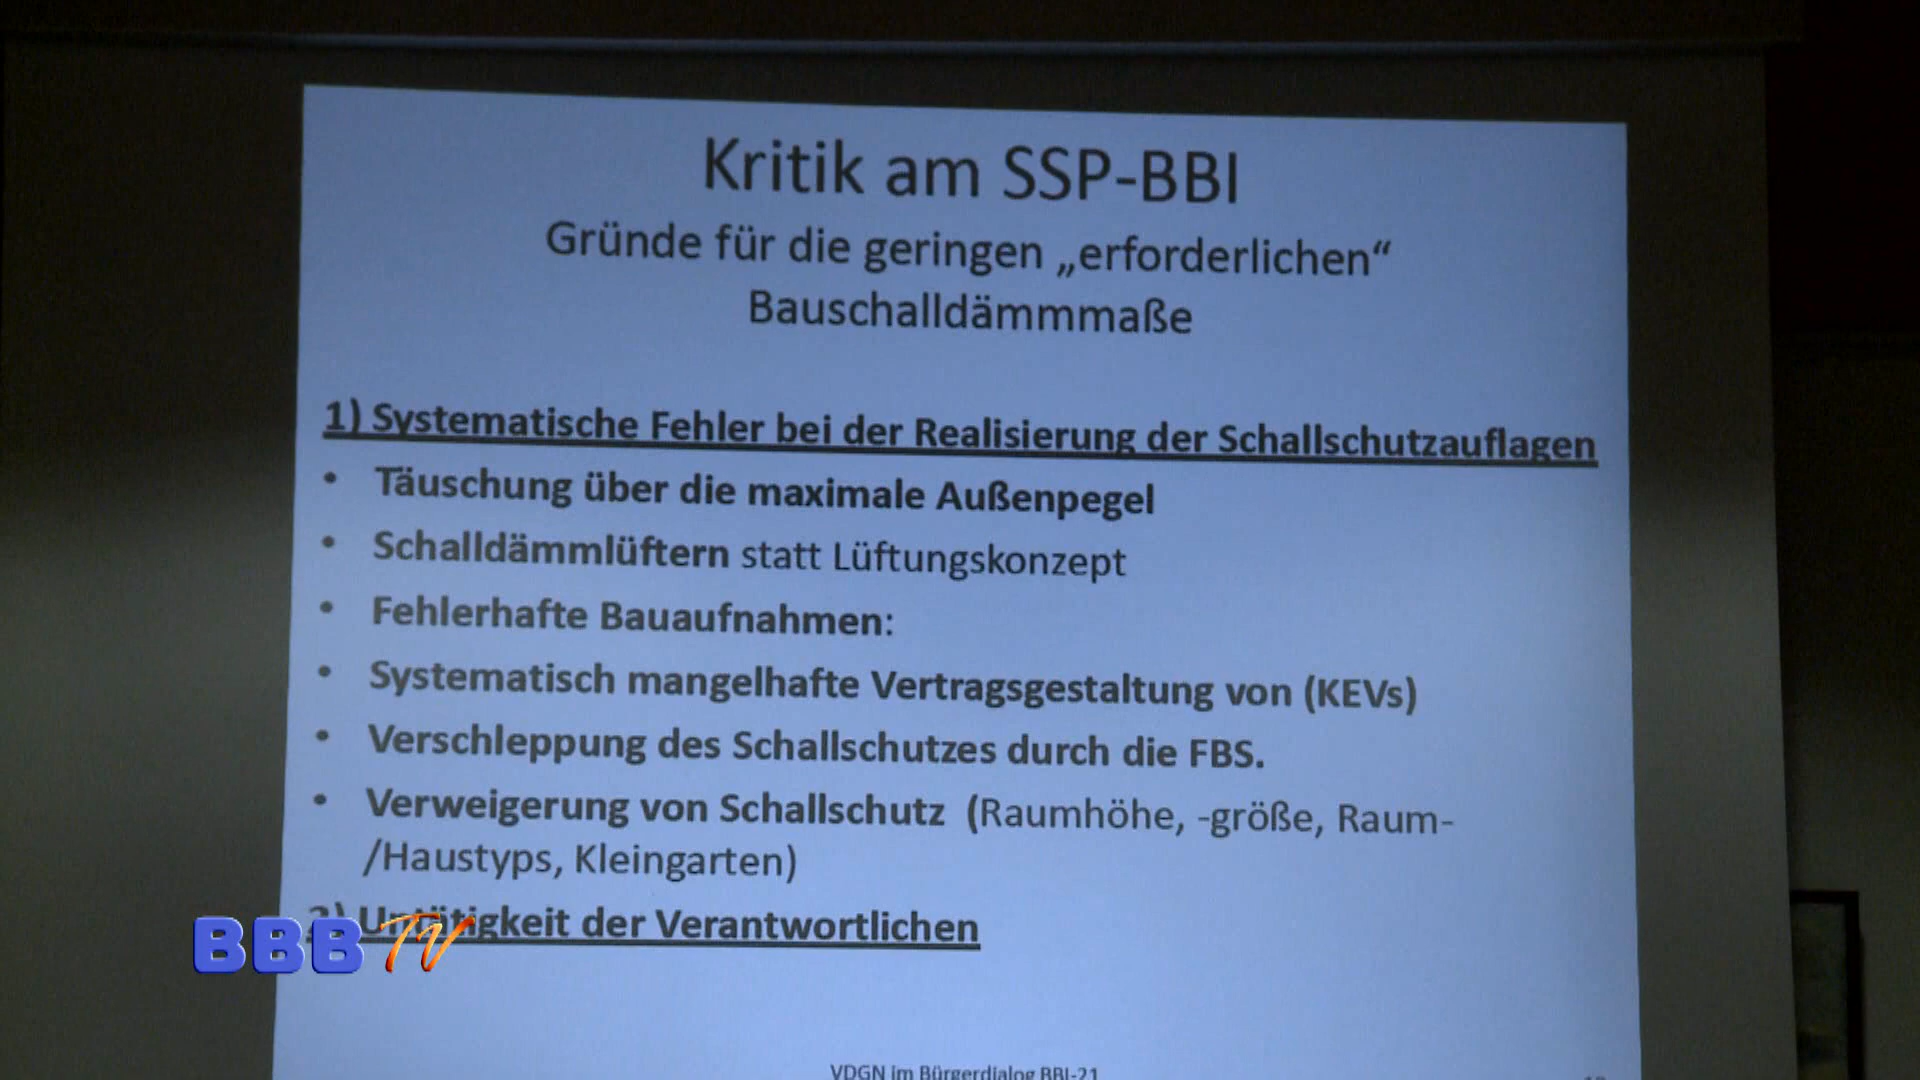 Kritik am SSP-BBI
Gründe für die geringen „erforderlichen“
Bauschalldämmmaße
1) Systematische Fehler bei der Realisierung der Schallschutzauflagen
• Täuschung über die maximale Außenpegel
• Schalldämmlüftern statt Lüftungskonzept
• Fehlerhafte Bauaufnahmen:
• Systematisch mangelhafte Vertragsgestaltung von (KEVs)
• Verschleppung des Schallschutzes durch die FBS.
• Verweigerung von Schallschutz (Raumhöhe, -größe, Raum-
/Haustyps, Kleingarten)
2) Untätigkeit der Verantwortlichen
BBB TV
VDGN im Bürgerdialog BBI-21